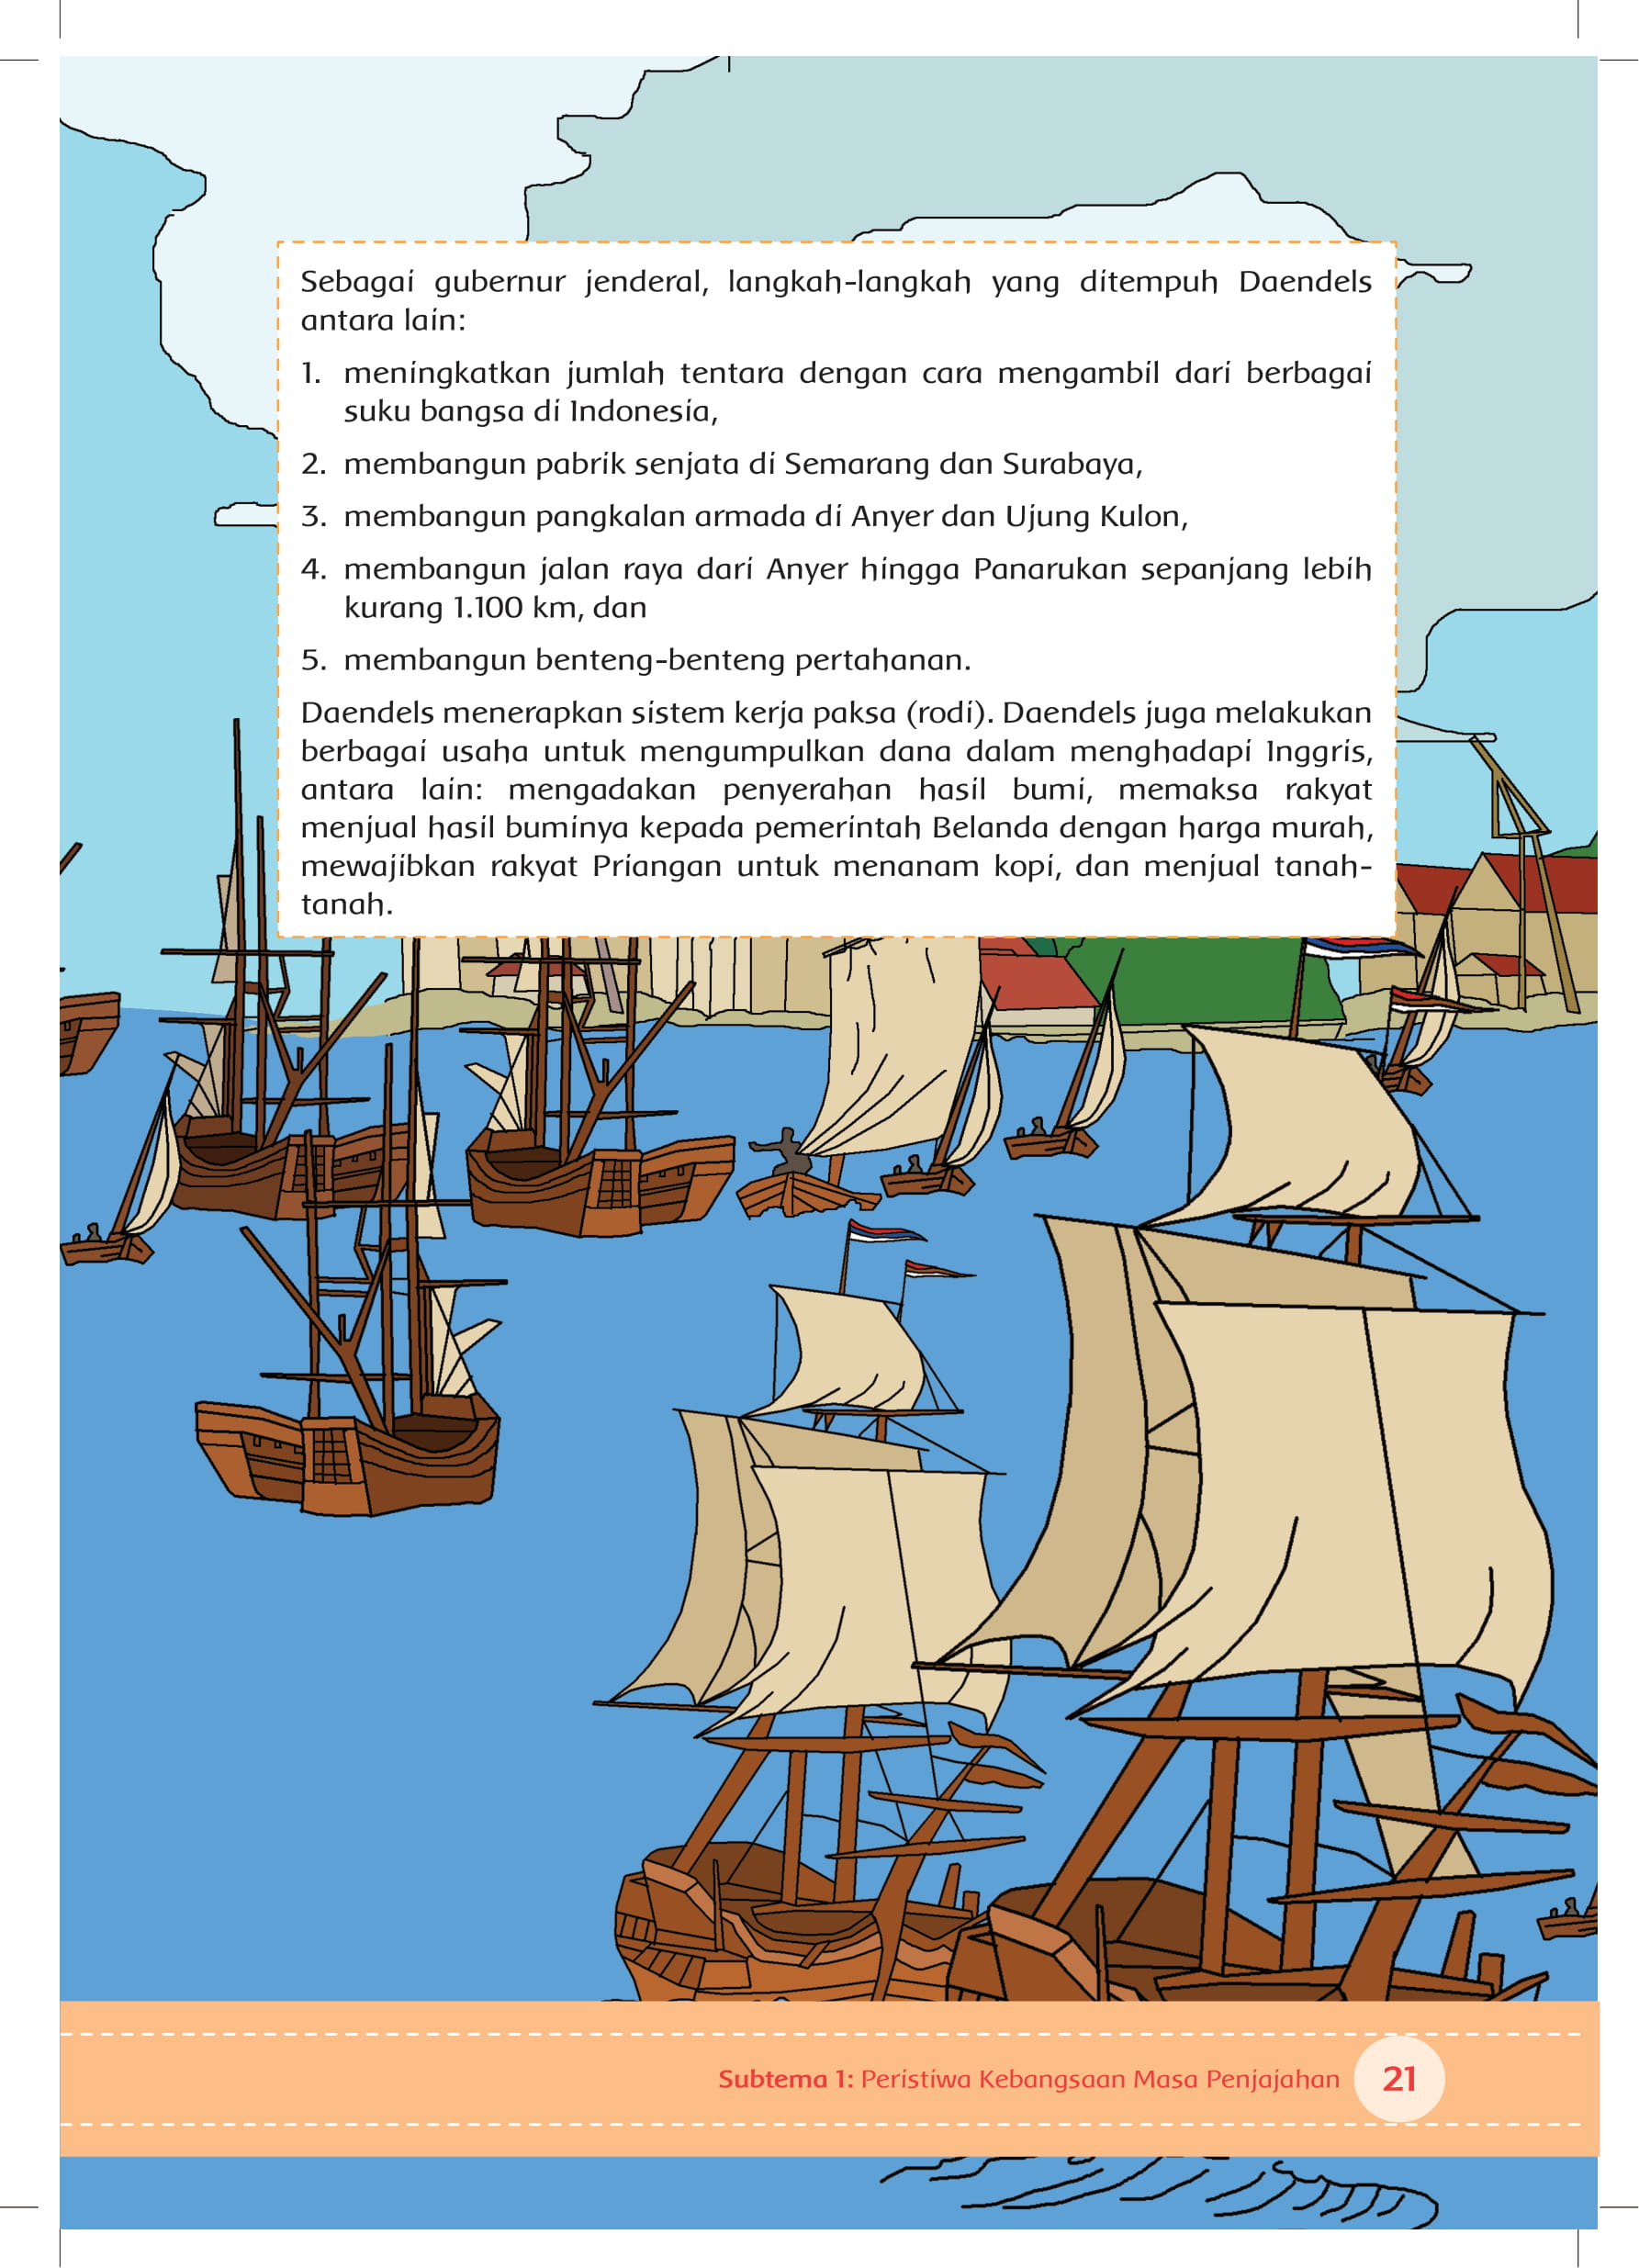 Sebagai gubernur jenderal, langkah-langkah yang ditempuh Daendels
antara lain:
1. meningkatkan jumlah tentara dengan cara mengambil dari berbagai
suku bangsa di Indonesia,
2. membangun pabrik senjata di Semarang dan Surabaya,
3. membangun pangkalan armada di Anyer dan Ujung Kulon,
4. membangun jalan raya dari Anyer hingga Panarukan sepanjang lebih
kurang 1.100 km, dan
5. membangun benteng-benteng pertahanan.
Daendels menerapkan sistem kerja paksa (rodi). Daendels juga melakukan
berbagai usaha untuk mengumpulkan dana dalam menghadapi Inggris,
antara lain: mengadakan penyerahan hasil bumi, memaksa rakyat
menjual hasil buminya kepada pemerintah Belanda dengan harga murah,
mewajibkan rakyat Priangan untuk menanam kopi, dan menjual tanah-
tanah.
Subtema 1: Peristiwa Kebangsaan Masa Penjajahan 21